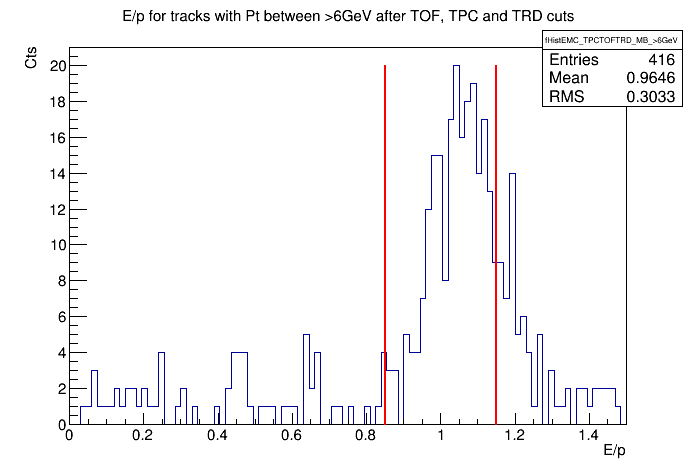 E/p for tracks with Pt between >6GeV after TOF, TPC and TRD cuts
fHistEMC_TPCTOFTRD_MB_>6GeV
Entries 416
Mean 0.9646
RMS 0.3033
Cts
20
18
16
14
12
10
8
6
4
2
0
0 0.2 0.4 0.6 0.8 1 1.2 1.4
E/p